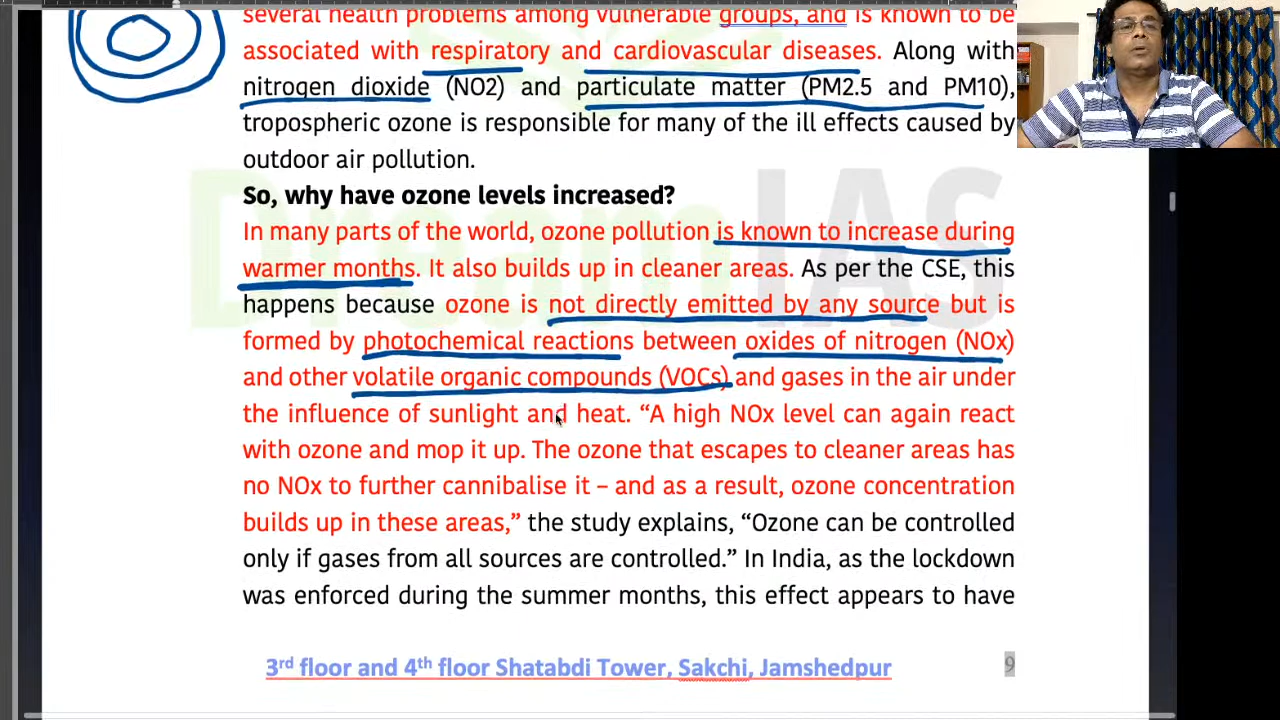 several health problems among vulnerable groups, and is known to be
associated with respiratory and cardiovascular diseases. Along with
nitrogen dioxide (NO2) and particulate matter (PM2.5 and PM10),
tropospheric ozone is responsible for many of the ill effects caused by
outdoor air pollution.
So, why have ozone levels increased?
In many parts of the world, ozone pollution is known to increase during
warmer months. It also builds up in cleaner areas. As per the CSE, this
happens because ozone is not directly emitted by any source but is
formed by photochemical reactions between oxides of nitrogen (NOx)
and other volatile organic compounds (VOCs) and gases in the air under
the influence of sunlight and heat. “A high NOx level can again react
with ozone and mop it up. The ozone that escapes to cleaner areas has
no NOx to further cannibalise it – and as a result, ozone concentration
builds up in these areas,” the study explains, “Ozone can be controlled
only if gases from all sources are controlled.” In India, as the lockdown
was enforced during the summer months, this effect appears to have
DreamIAS
3rd floor and 4th floor Shatabdi Tower, Sakchi, Jamshedpur
9